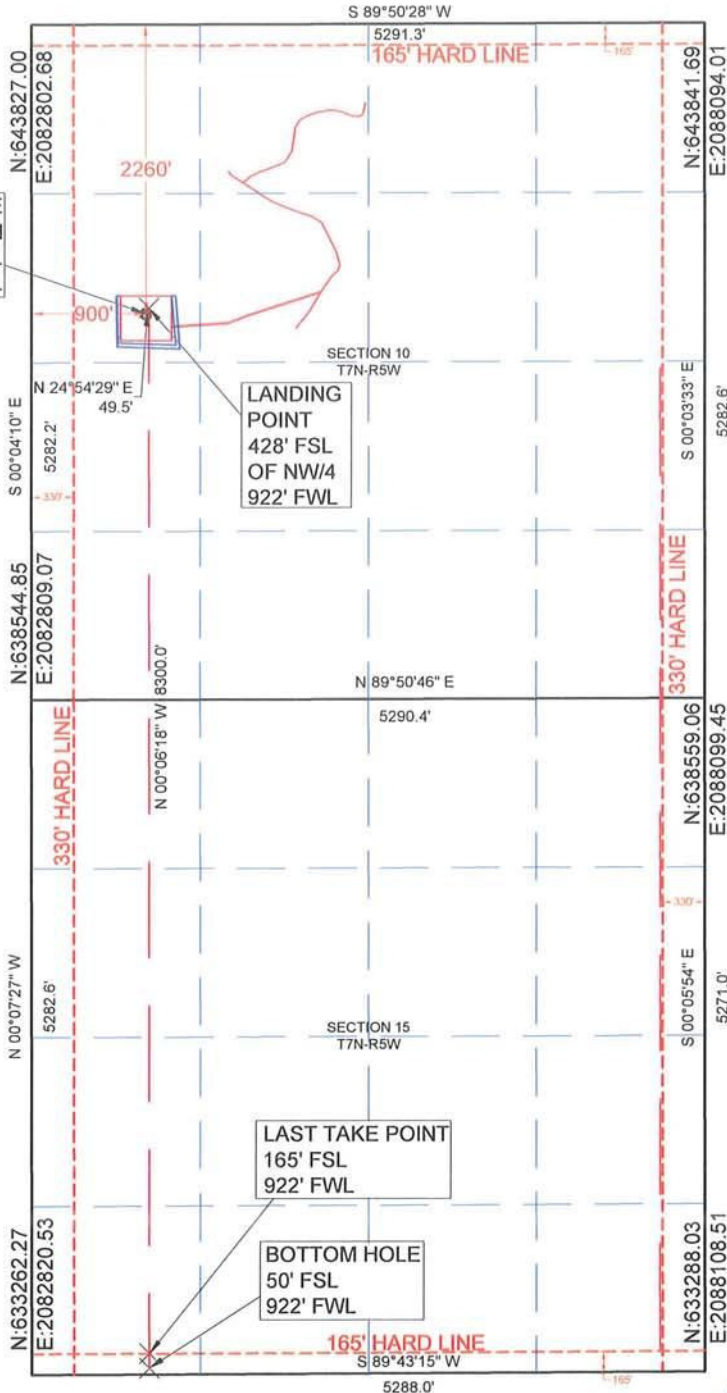 S 89°50'28" W
5291.3'
165' HARD LINE
165'
N:643827.00
E:2082802.68
N:643841.69
E:2088094.01
2260'
900'
SECTION 10
T7N-R5W
N 24°54'29" E
49.5'
LANDING
POINT
428' FSL
OF NW/4
922' FWL
S 00°04'10" E
5282.2'
330'
S 00°03'33" E
5282.6'
330' HARD LINE
N:638544.85
E:2082809.07
N 00°06'18" W 8300.0'
N 89°50'46" E
5290.4'
N:638559.06
E:2088099.45
330' HARD LINE
330'
N 00°07'27" W
5282.6'
SECTION 15
T7N-R5W
S 00°05'54" E
5271.0'
LAST TAKE POINT
165' FSL
922' FWL
BOTTOM HOLE
50' FSL
922' FWL
N:633262.27
E:2082820.53
N:633288.03
E:2088108.51
165' HARD LINE
S 89°43'15" W
165'
5288.0'